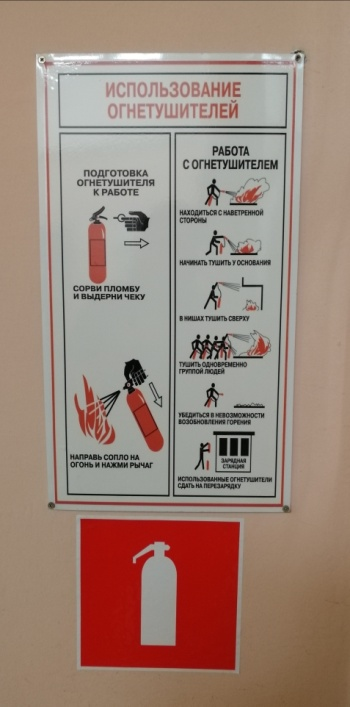 ИСПОЛЬЗОВАНИЕ
ОГНЕТУШИТЕЛЕЙ
ПОДГОТОВКА
ОГНЕТУШИТЕЛЯ
К РАБОТЕ
СОРВИ ПЛОМБУ
И ВЫДЕРНИ ЧЕКУ
НАПРАВЬ СОПЛО НА
ОГОНЬ И НАЖМИ РЫЧАГ
РАБОТА
С ОГНЕТУШИТЕЛЕМ
НАХОДИТЬСЯ С НАВЕТРЕННОЙ
СТОРОНЫ
НАЧИНАТЬ ТУШИТЬ У ОСНОВАНИЯ
В НИШАХ ТУШИТЬ СВЕРХУ
ТУШИТЬ ОДНОВРЕМЕННО
ГРУППОЙ ЛЮДЕЙ
УБЕДИТЬСЯ В НЕВОЗМОЖНОСТИ
ВОЗОБНОВЛЕНИЯ ГОРЕНИЯ
ЗАРЯДНАЯ
СТАНЦИЯ
ИСПОЛЬЗОВАННЫЕ ОГНЕТУШИТЕЛИ
СДАТЬ НА ПЕРЕЗАРЯДКУ